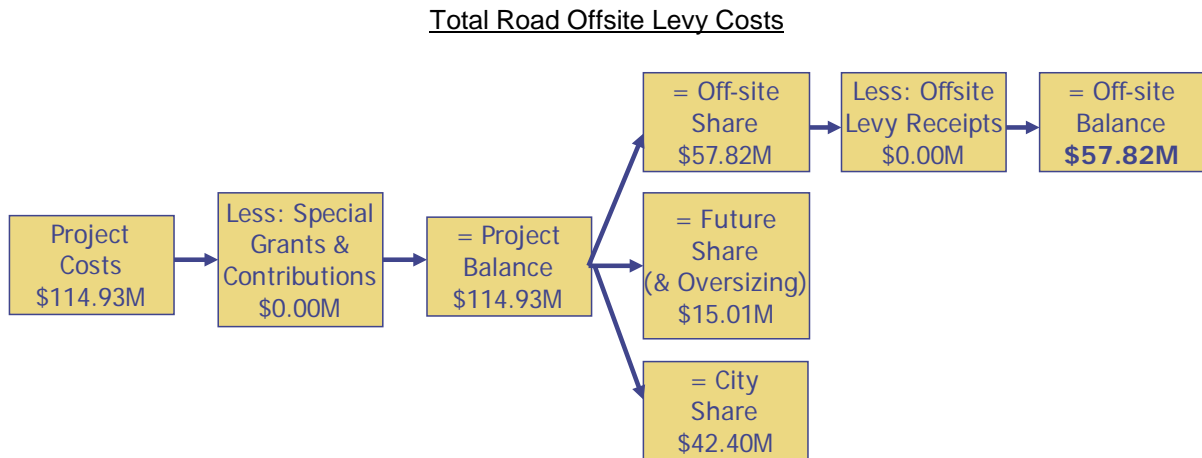 Total Road Offsite Levy Costs
Project
Costs
$114.93M
Less: Special
Grants &
Contributions
$0.00M
= Project
Balance
$114.93M
= Off-site
Share
$57.82M
Less: Offsite
Levy Receipts
$0.00M
= Off-site
Balance
$57.82M
= Future
Share
(& Oversizing)
$15.01M
= City
Share
$42.40M